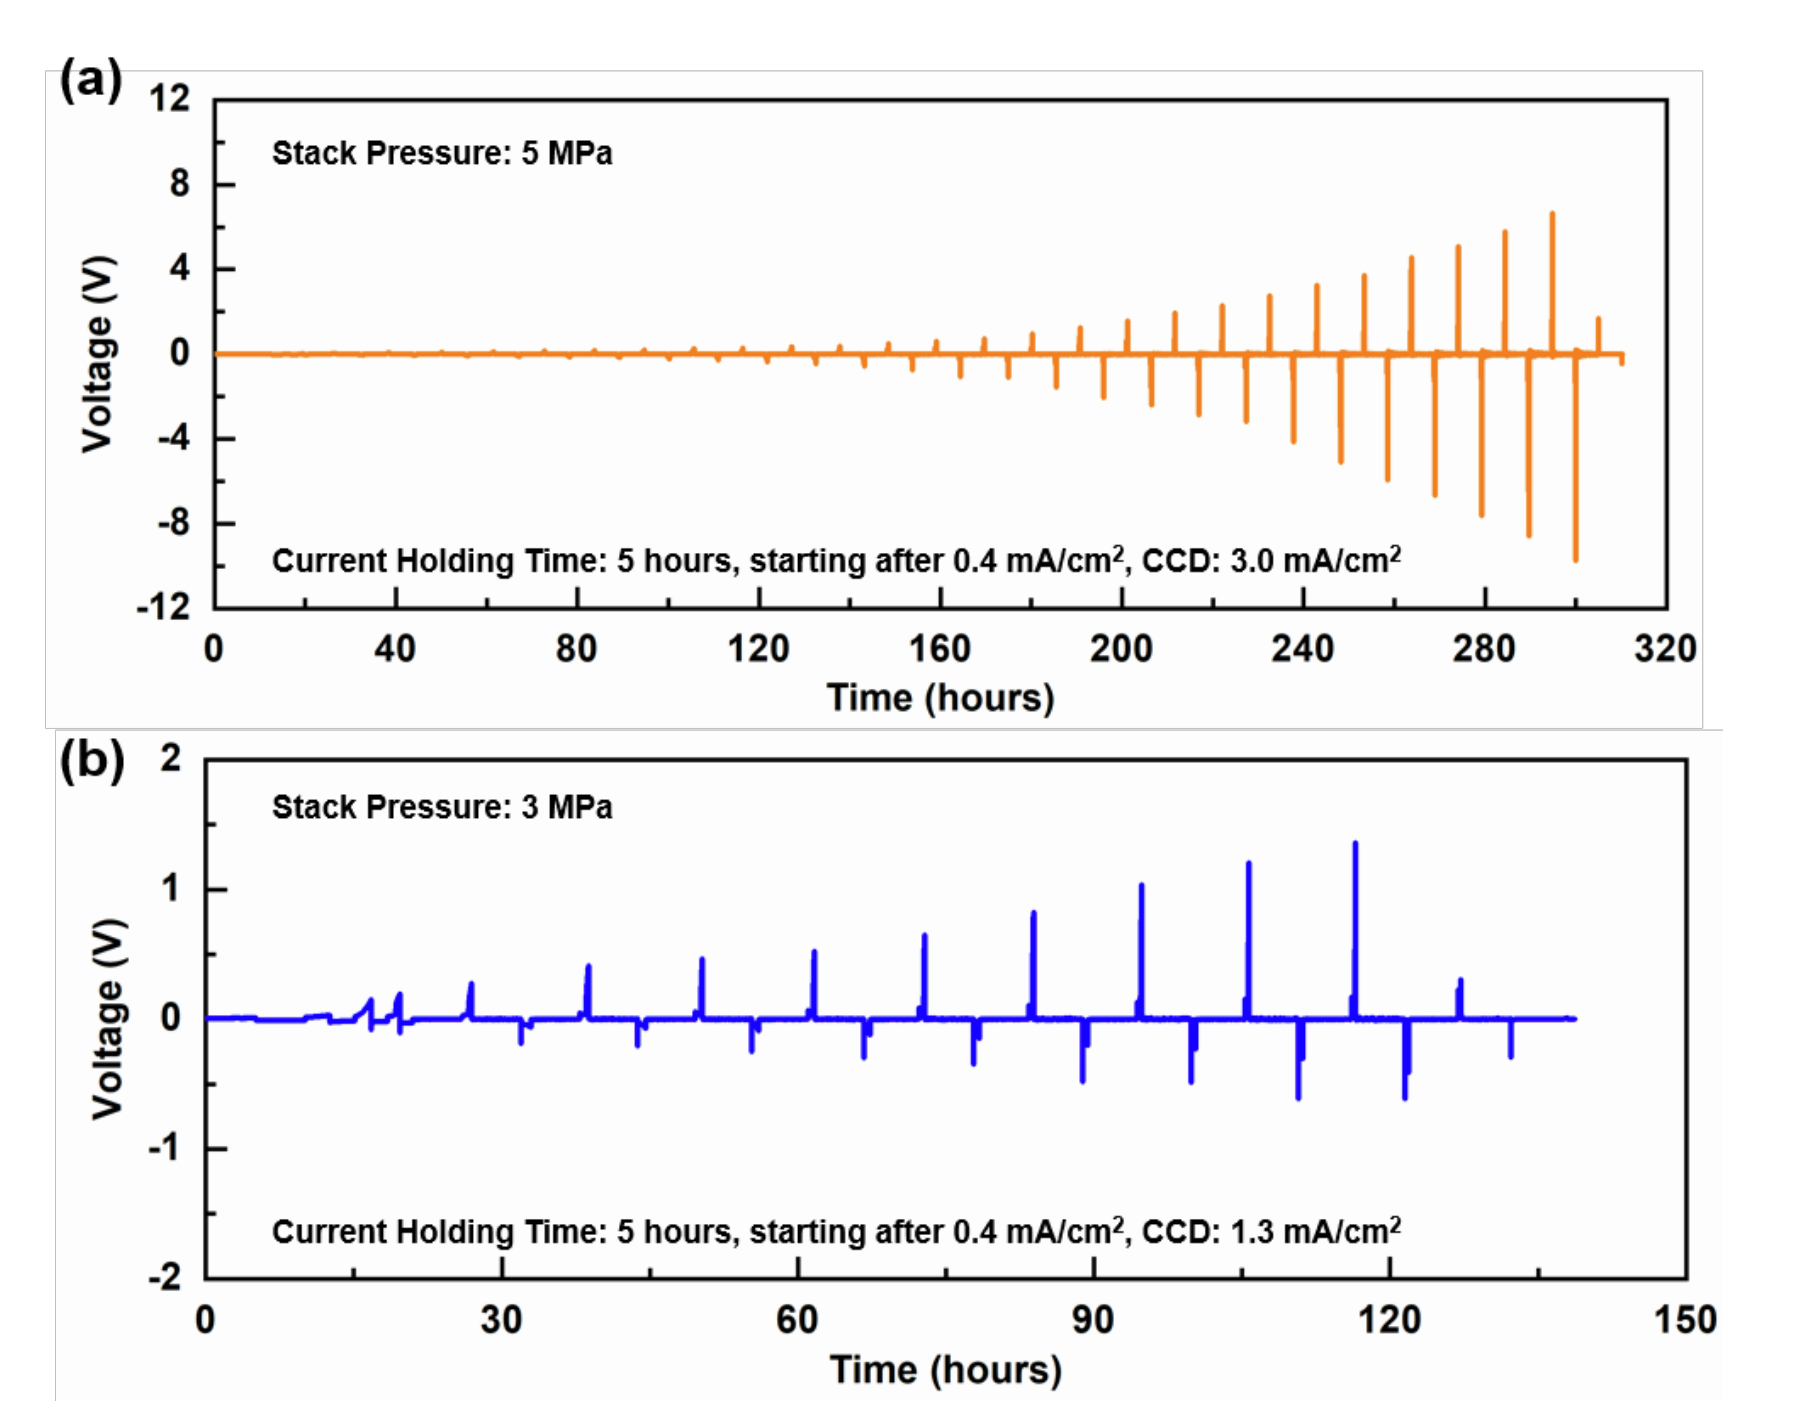 (a)
12
Stack Pressure: 5 MPa
8
4
0
-4
-8
Current Holding Time: 5 hours, starting after 0.4 mA/cm², CCD: 3.0 mA/cm²
-12
Voltage (V)
0 40 80 120 160 200 240 280 320
Time (hours)
(b)
2
Stack Pressure: 3 MPa
1
0
-1
Current Holding Time: 5 hours, starting after 0.4 mA/cm², CCD: 1.3 mA/cm²
-2
Voltage (V)
0 30 60 90 120 150
Time (hours)